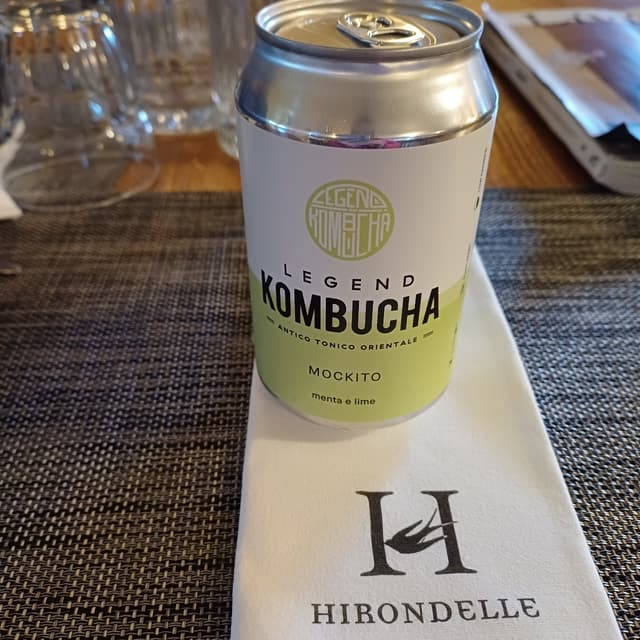 LEGEND
KOMBUCHA
LEGEND
KOMBUCHA
ANTICO TONICO ORIENTALE
MOCKITO
menta e lime
H
HIRONDELLE